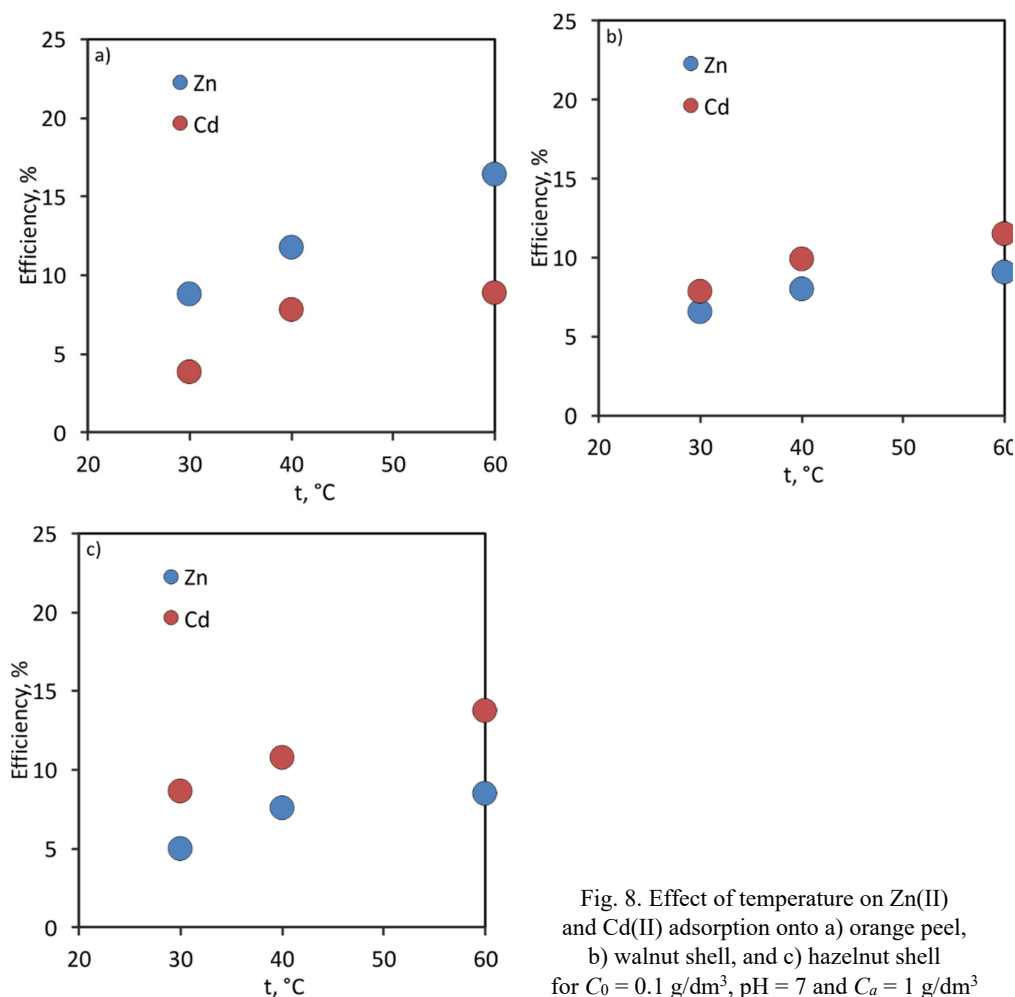 a)
Zn
Cd
Efficiency, %
25
20
15
10
5
0
20 30 40 50 60
t, °C
b)
Zn
Cd
Efficiency, %
25
20
15
10
5
0
20 30 40 50 60
t, °C
c)
Zn
Cd
Efficiency, %
25
20
15
10
5
0
20 30 40 50 60
t, °C
Fig. 8. Effect of temperature on Zn(II)
and Cd(II) adsorption onto a) orange peel,
b) walnut shell, and c) hazelnut shell
for C₀ = 0.1 g/dm³, pH = 7 and Cₐ = 1 g/dm³